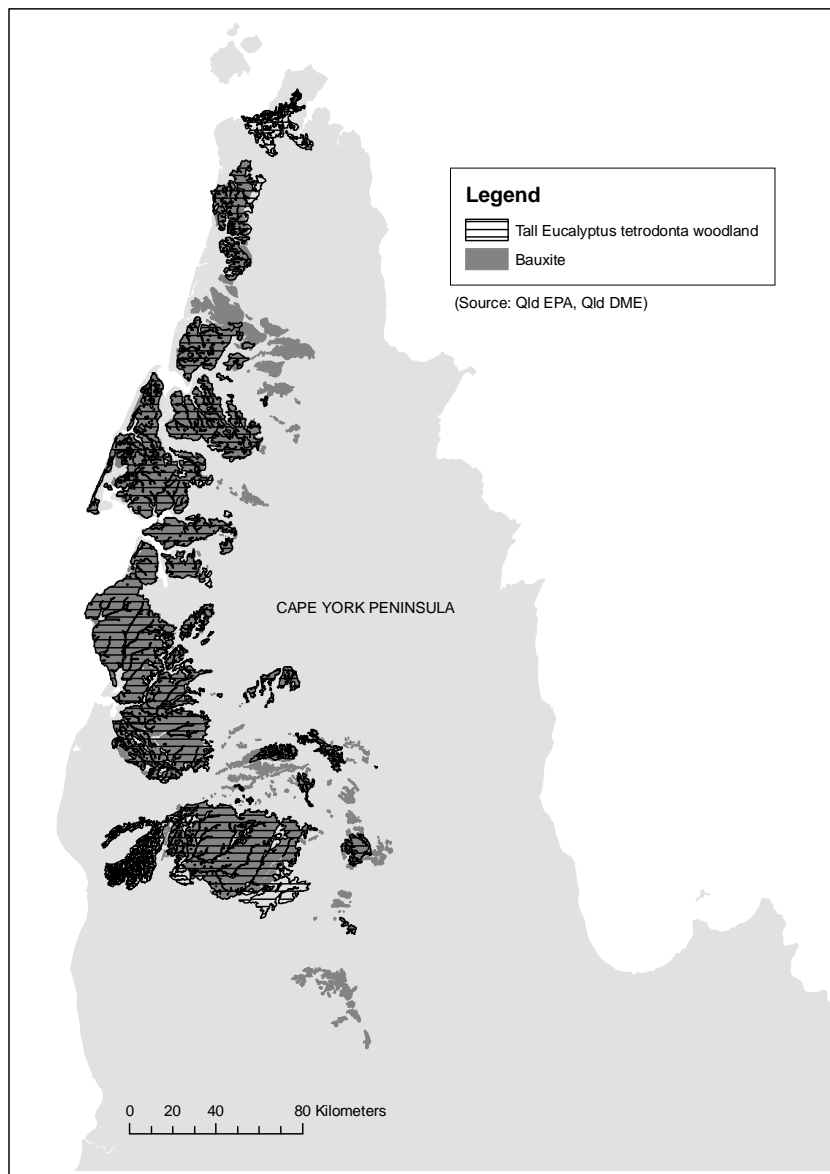 Legend
Tall Eucalyptus tetrodonta woodland
Bauxite
(Source: Qld EPA, Qld DME)
CAPE YORK PENINSULA
0 20 40 80 Kilometers